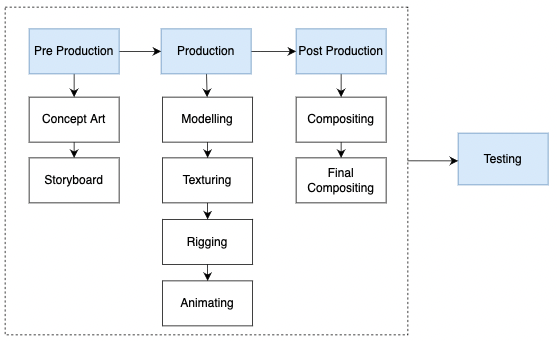 Pre Production
Production
Post Production
Concept Art
Modelling
Compositing
Storyboard
Texturing
Final
Compositing
Testing
Rigging
Animating